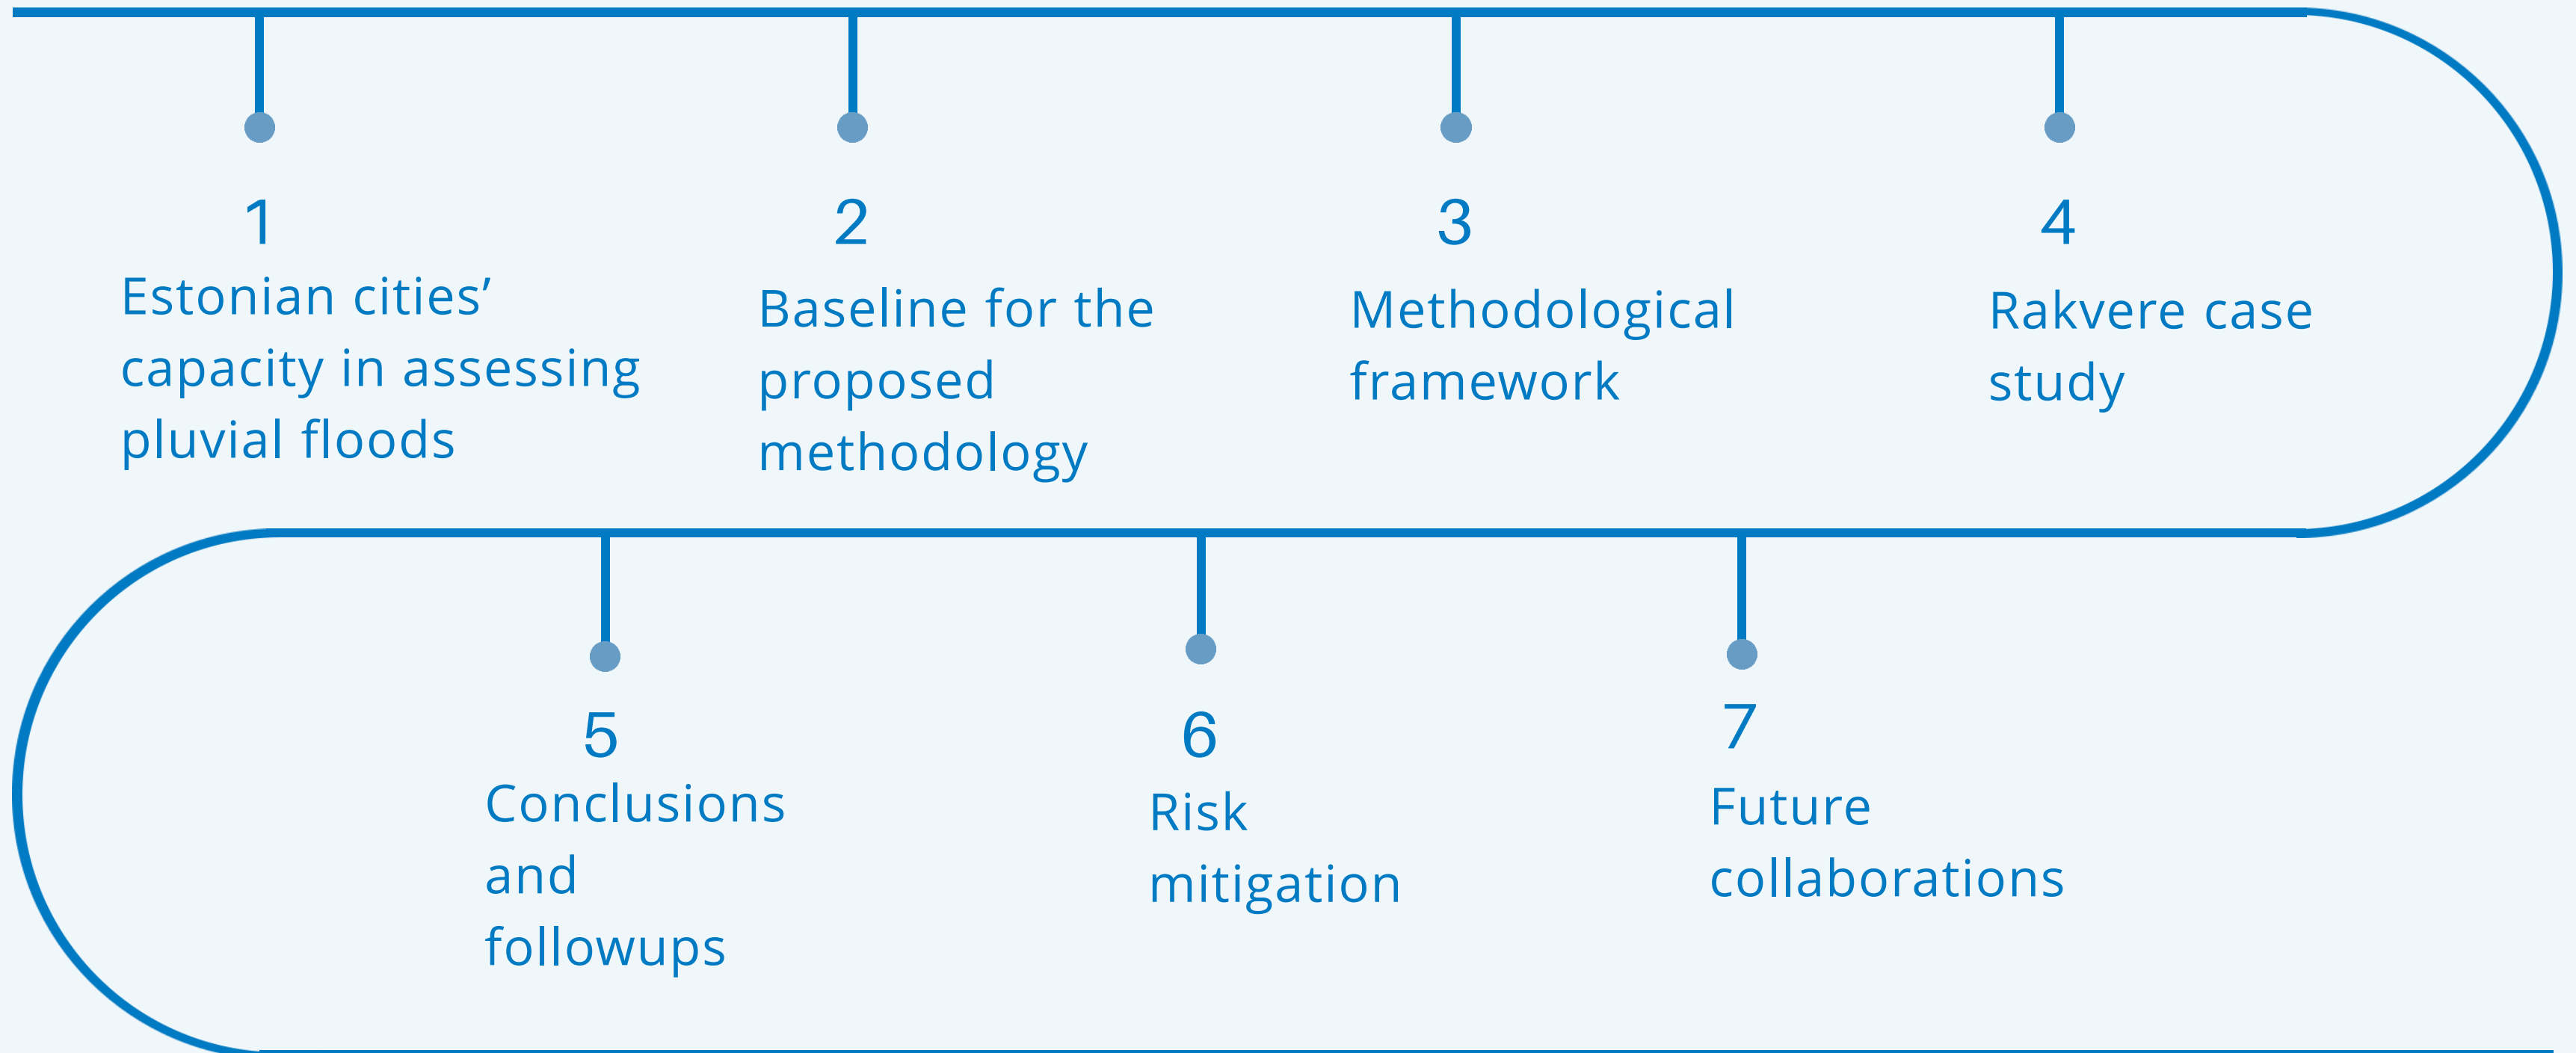 1
Estonian cities’
capacity in assessing
pluvial floods
2
Baseline for the
proposed
methodology
3
Methodological
framework
4
Rakvere case
study
5
Conclusions
and
followups
6
Risk
mitigation
7
Future
collaborations